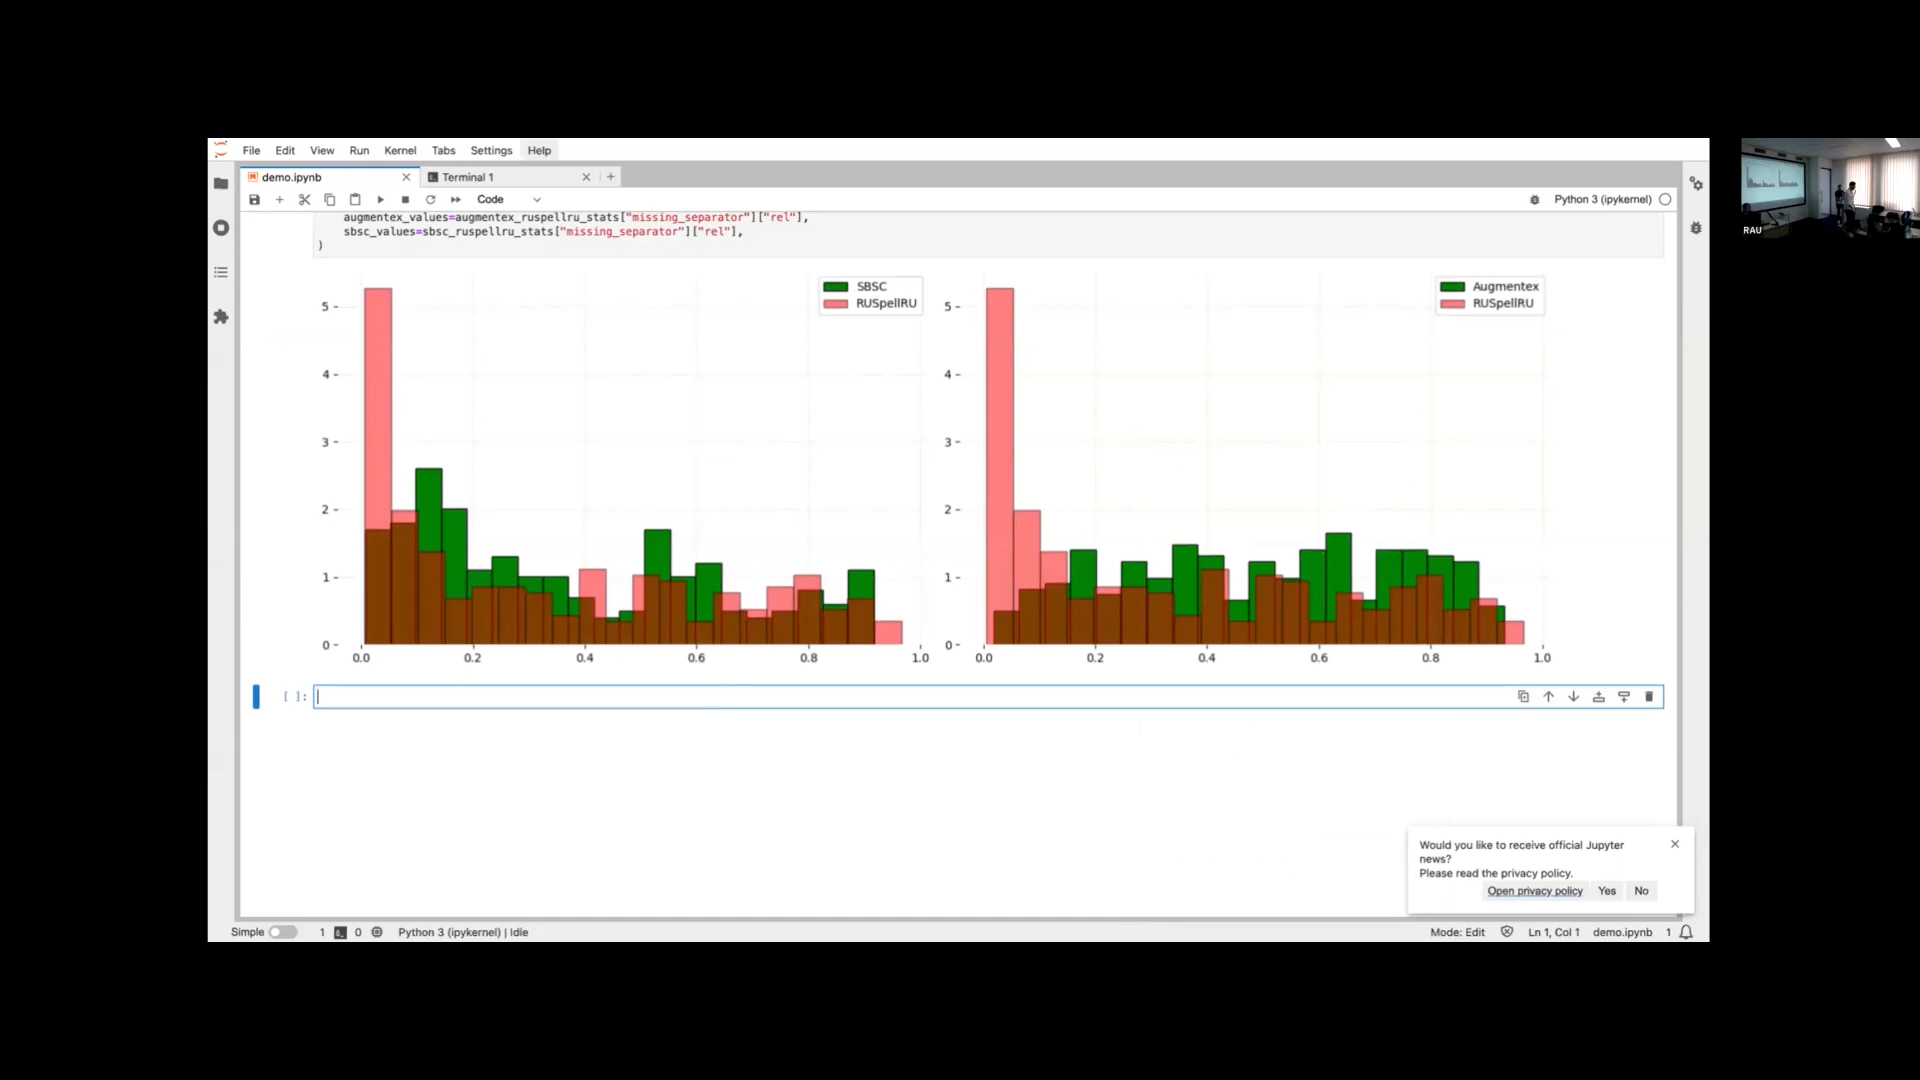 File Edit View Run Kernel Tabs Settings Help
demo.ipynb Terminal 1
Code Python 3 (ipykernel)
augmentex_values=augmentex_ruspellru_stats["missing_separator"]["rel"],
sbsc_values=sbsc_ruspellru_stats["missing_separator"]["rel"],
)
SBSC
RUSpellRU
5
4
3
2
1
0
0.0 0.2 0.4 0.6 0.8 1.0
Augmentex
RUSpellRU
5
4
3
2
1
0
0.0 0.2 0.4 0.6 0.8 1.0
[ ]:
Would you like to receive official Jupyter
news?
Please read the privacy policy.
Open privacy policy Yes No
Simple 1 0 Python 3 (ipykernel) | Idle Mode: Edit Ln 1, Col 1 demo.ipynb 1
RAU